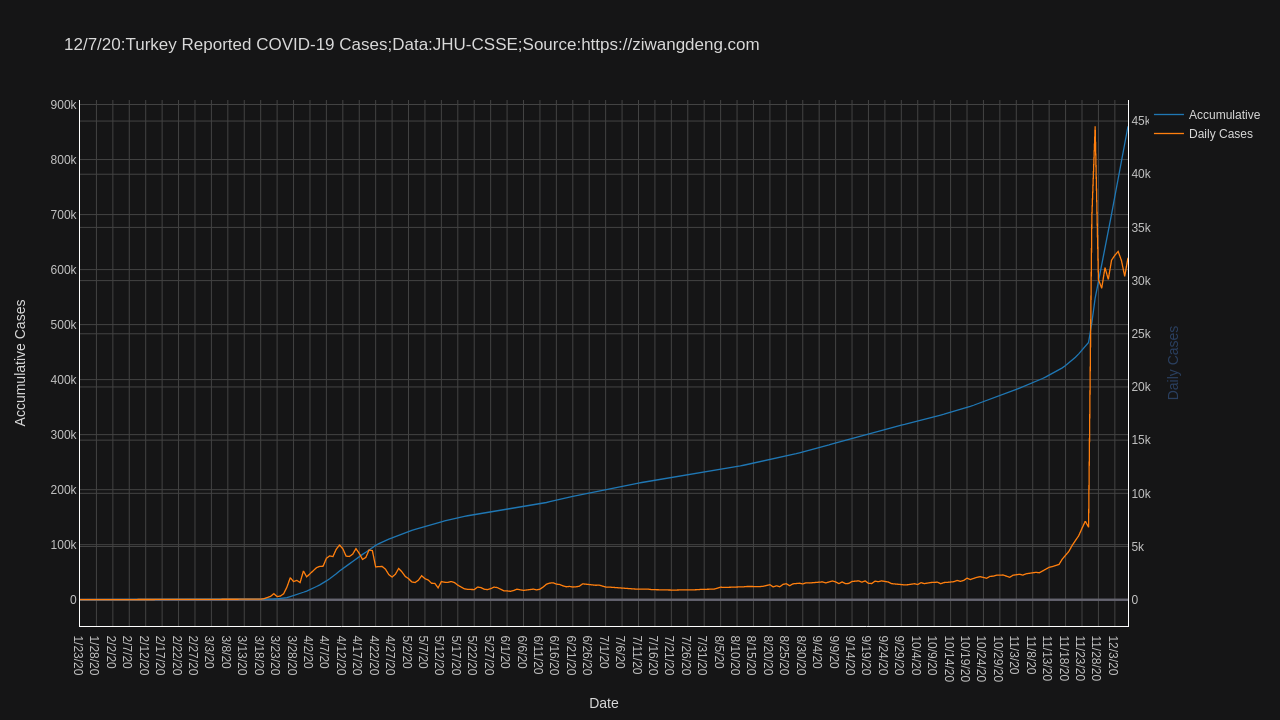 12/7/20:Turkey Reported COVID-19 Cases;Data:JHU-CSSE;Source:https://ziwangdeng.com
Accumulative
Daily Cases
900k
800k
700k
600k
500k
400k
300k
200k
100k
0
45k
40k
35k
30k
25k
20k
15k
10k
5k
0
Accumulative Cases
Daily Cases
1/23/20
1/28/20
2/2/20
2/7/20
2/12/20
2/17/20
2/22/20
2/27/20
3/3/20
3/8/20
3/13/20
3/18/20
3/23/20
3/28/20
4/2/20
4/7/20
4/12/20
4/17/20
4/22/20
4/27/20
5/2/20
5/7/20
5/12/20
5/17/20
5/22/20
5/27/20
6/1/20
6/6/20
6/11/20
6/16/20
6/21/20
6/26/20
7/1/20
7/6/20
7/11/20
7/16/20
7/21/20
7/26/20
7/31/20
8/5/20
8/10/20
8/15/20
8/20/20
8/25/20
8/30/20
9/4/20
9/9/20
9/14/20
9/19/20
9/24/20
9/29/20
10/4/20
10/9/20
10/14/20
10/19/20
10/24/20
10/29/20
11/3/20
11/8/20
11/13/20
11/18/20
11/23/20
11/28/20
12/3/20
Date